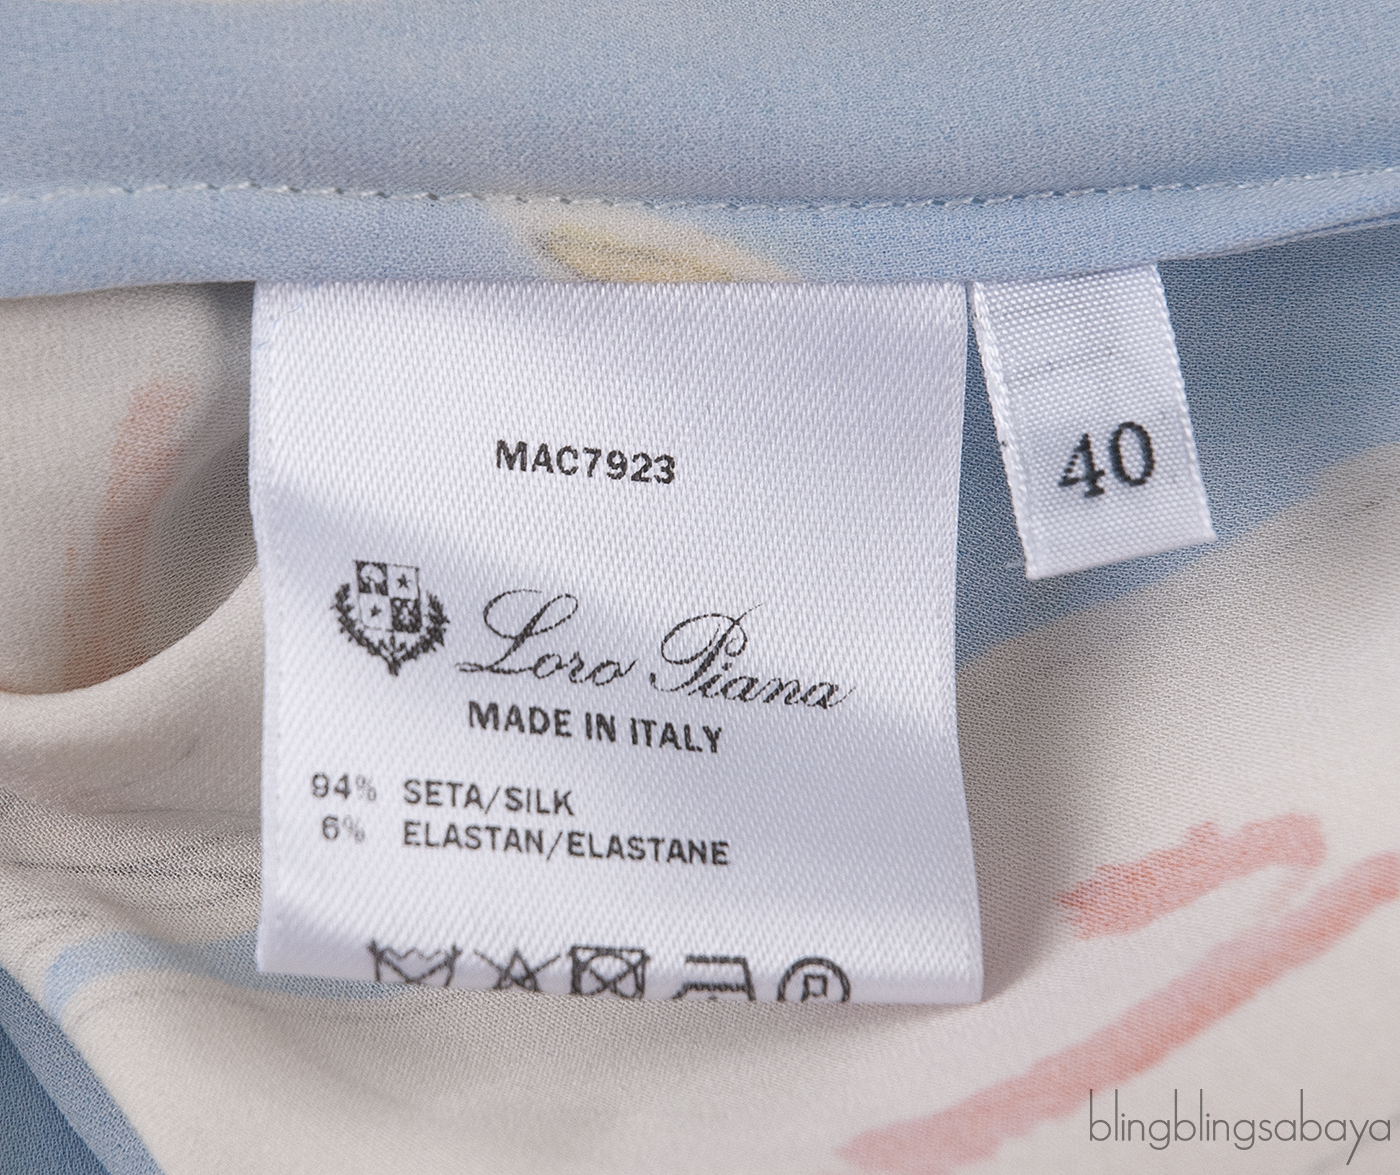 MAC7923
40
Loro Piana
MADE IN ITALY
94% SETA/SILK
6% ELASTAN/ELASTANE
blingblingsabaya